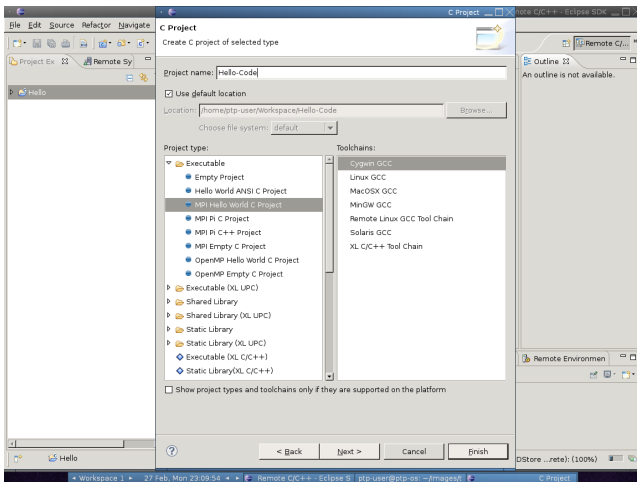 C Project
mote C/C++ - Eclipse SDK
File Edit Source Refactor Navigate
C Project
Create C project of selected type
Remote C/...
Project Ex
Remote Sy
Outline
An outline is not available.
Hello
Project name: Hello-Code
Use default location
Location: /home/ptp-user/Workspace/Hello-Code
Browse...
Choose file system: default
Project type:
Executable
Empty Project
Hello World ANSI C Project
MPI Hello World C Project
MPI Pi C Project
MPI Pi C++ Project
MPI Empty C Project
OpenMP Hello World C Project
OpenMP Empty C Project
Executable (XL UPC)
Shared Library
Shared Library (XL UPC)
Static Library
Static Library (XL UPC)
Executable (XL C/C++)
Static Library(XL C/C++)
Toolchains:
Cygwin GCC
Linux GCC
MacOSX GCC
MinGW GCC
Remote Linux GCC Tool Chain
Solaris GCC
XL C/C++ Tool Chain
Remote Environmen
Show project types and toolchains only if they are supported on the platform
< Back
Next >
Cancel
Finish
Hello
DStore ...rete): (100%)
Workspace 1
27 Feb, Mon 23:09:54
Remote C/C++ - Eclipse S
ptp-user@ptp-os: ~/Images/t
C Project